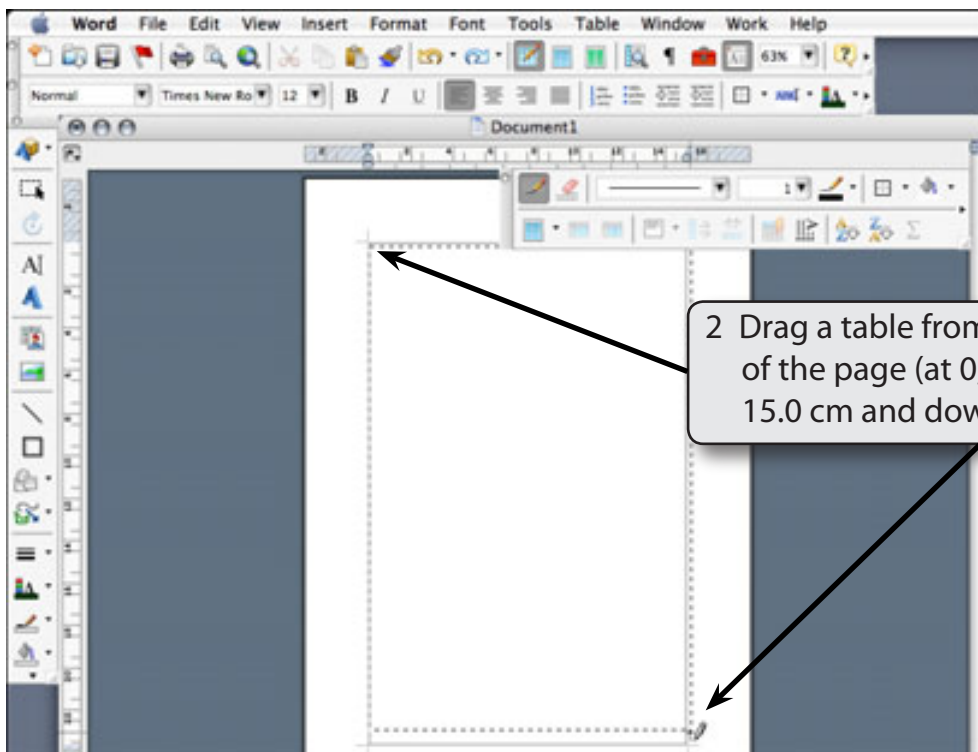 Word File Edit View Insert Format Font Tools Table Window Work Help
63%
Normal Times New Ro 12 B I U
Document1
1
2 Drag a table from
of the page (at 0,
15.0 cm and dow